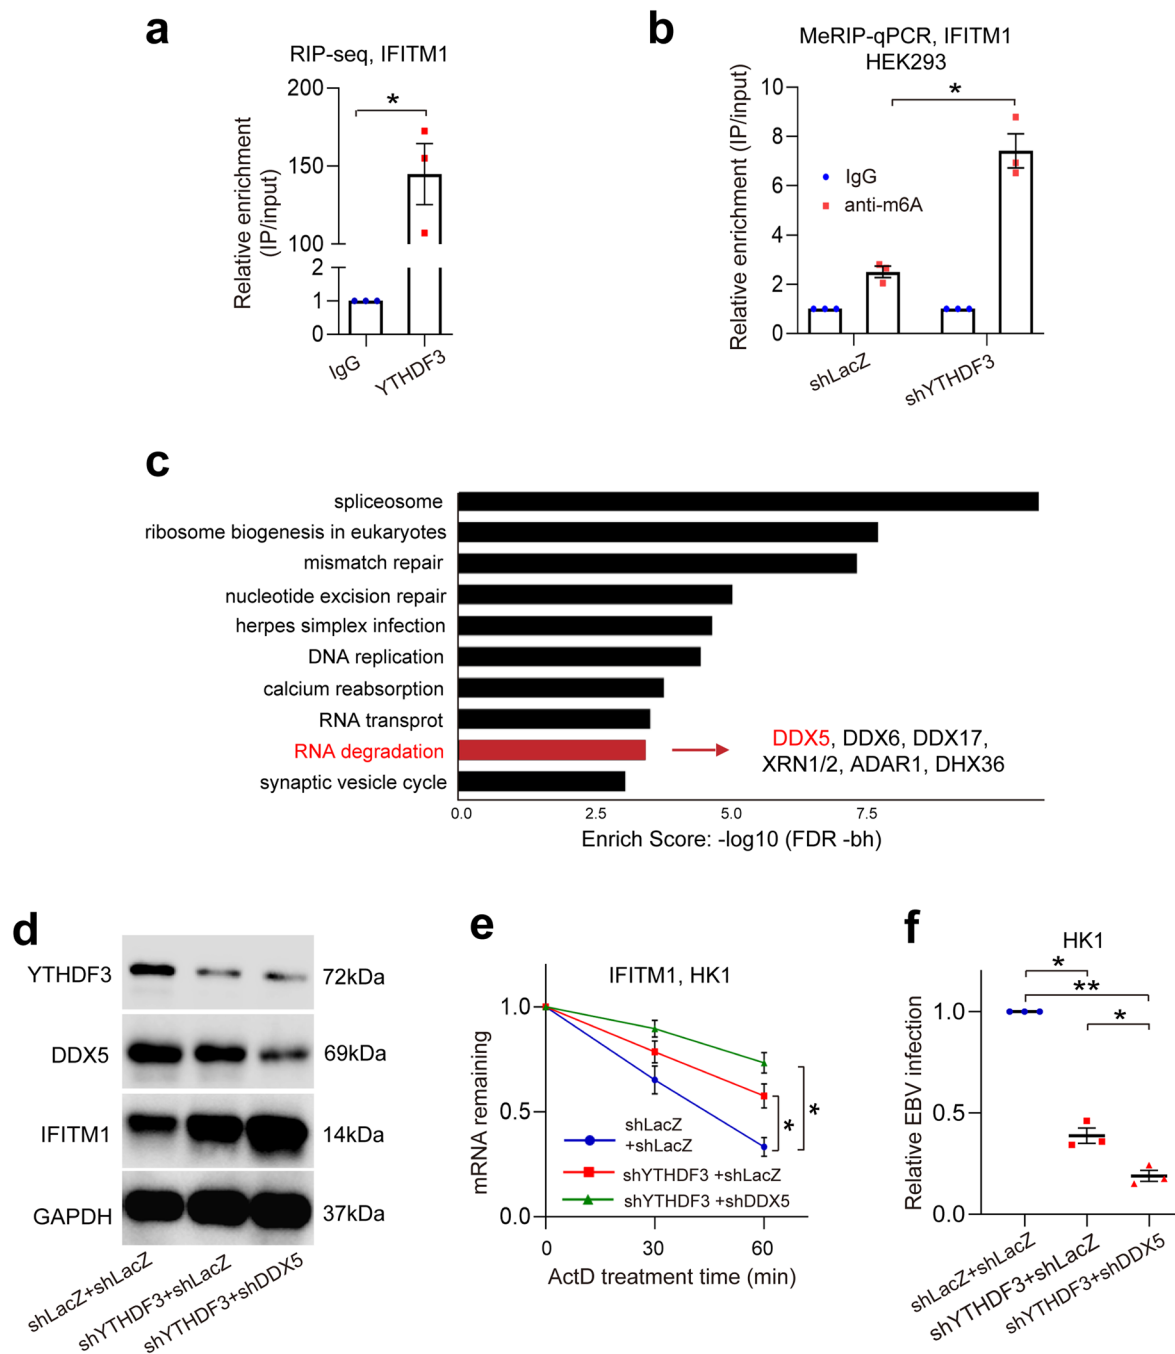 a
RIP-seq, IFITM1
Relative enrichment
(IP/input)
200
150
100
2
1
0
*
IgG
YTHDF3
b
MeRIP-qPCR, IFITM1
HEK293
Relative enrichment (IP/input)
10
8
6
4
2
0
*
IgG
anti-m6A
shLacZ
shYTHDF3
c
spliceosome
ribosome biogenesis in eukaryotes
mismatch repair
nucleotide excision repair
herpes simplex infection
DNA replication
calcium reabsorption
RNA transprot
RNA degradation
synaptic vesicle cycle
DDX5, DDX6, DDX17,
XRN1/2, ADAR1, DHX36
0.0 2.5 5.0 7.5
Enrich Score: -log10 (FDR -bh)
d
YTHDF3 72kDa
DDX5 69kDa
IFITM1 14kDa
GAPDH 37kDa
shLacZ+shLacZ
shYTHDF3+shLacZ
shYTHDF3+shDDX5
e
IFITM1, HK1
mRNA remaining
1.0
0.5
0.0
shLacZ
+shLacZ
shYTHDF3 +shLacZ
shYTHDF3 +shDDX5
*
*
0 30 60
ActD treatment time (min)
f
HK1
Relative EBV infection
1.0
0.5
0.0
*
**
*
shLacZ+shLacZ
shYTHDF3+shLacZ
shYTHDF3+shDDX5